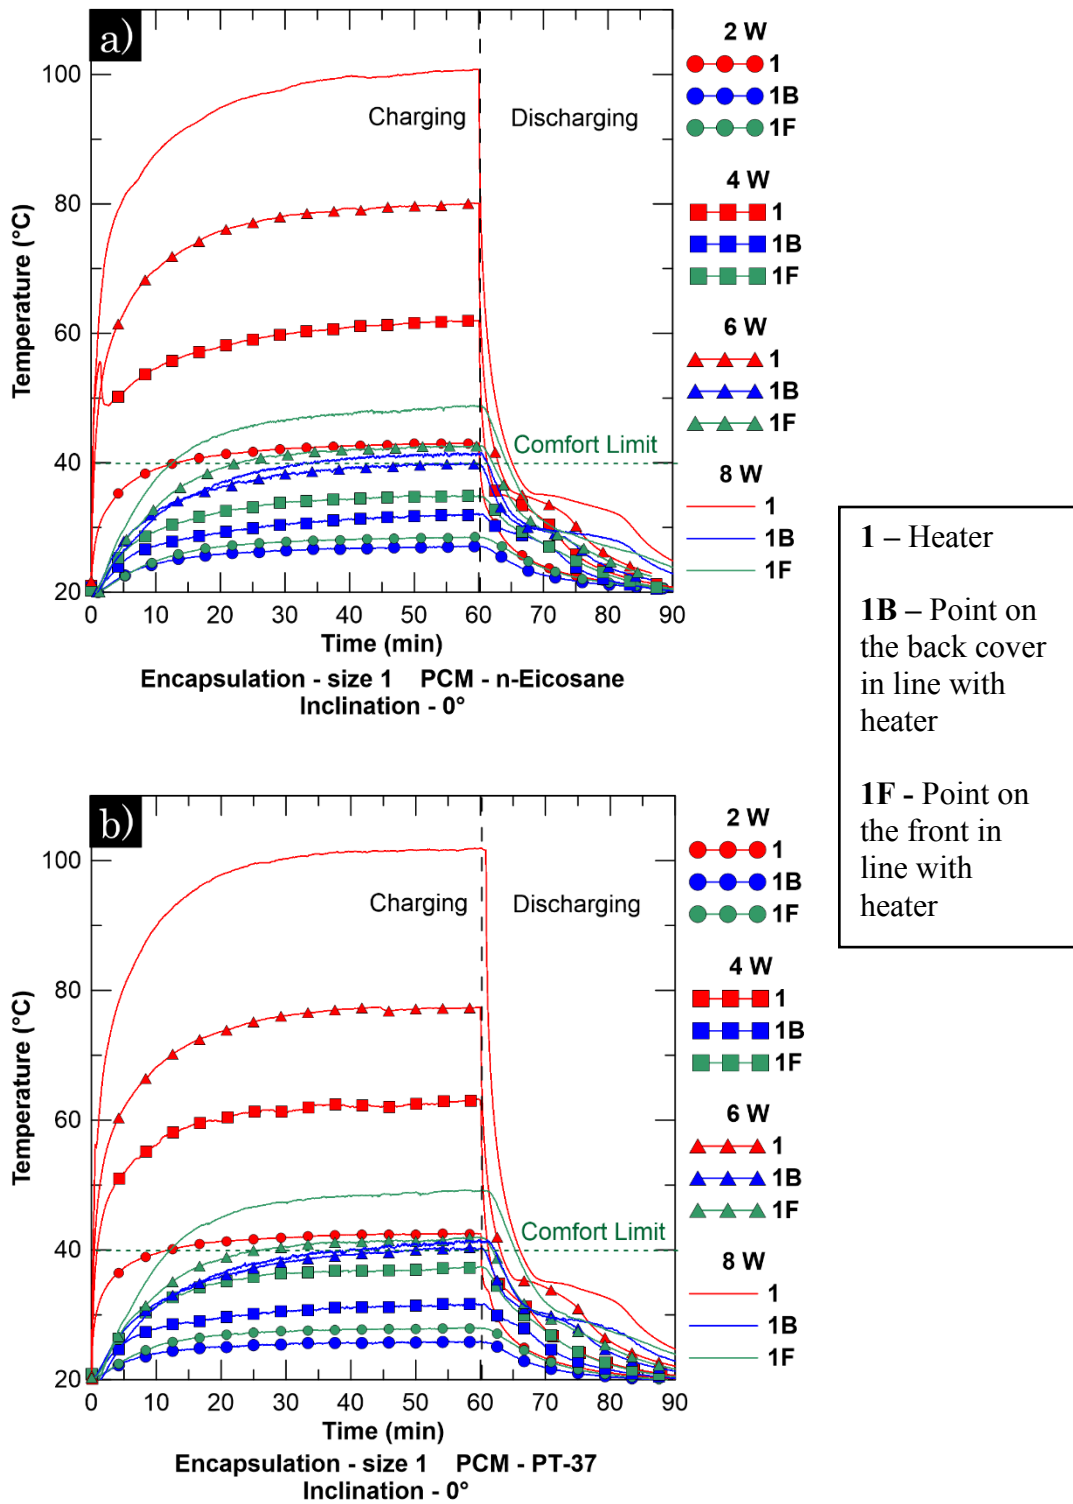 a)
100
80
60
40
20
Temperature (°C)
Charging
Discharging
Comfort Limit
0 10 20 30 40 50 60 70 80 90
Time (min)
Encapsulation - size 1 PCM - n-Eicosane
Inclination - 0°
2 W
1
1B
1F
4 W
1
1B
1F
6 W
1
1B
1F
8 W
1
1B
1F
1 – Heater
1B – Point on
the back cover
in line with
heater
1F - Point on
the front in
line with
heater
b)
100
80
60
40
20
Temperature (°C)
Charging
Discharging
Comfort Limit
0 10 20 30 40 50 60 70 80 90
Time (min)
Encapsulation - size 1 PCM - PT-37
Inclination - 0°
2 W
1
1B
1F
4 W
1
1B
1F
6 W
1
1B
1F
8 W
1
1B
1F